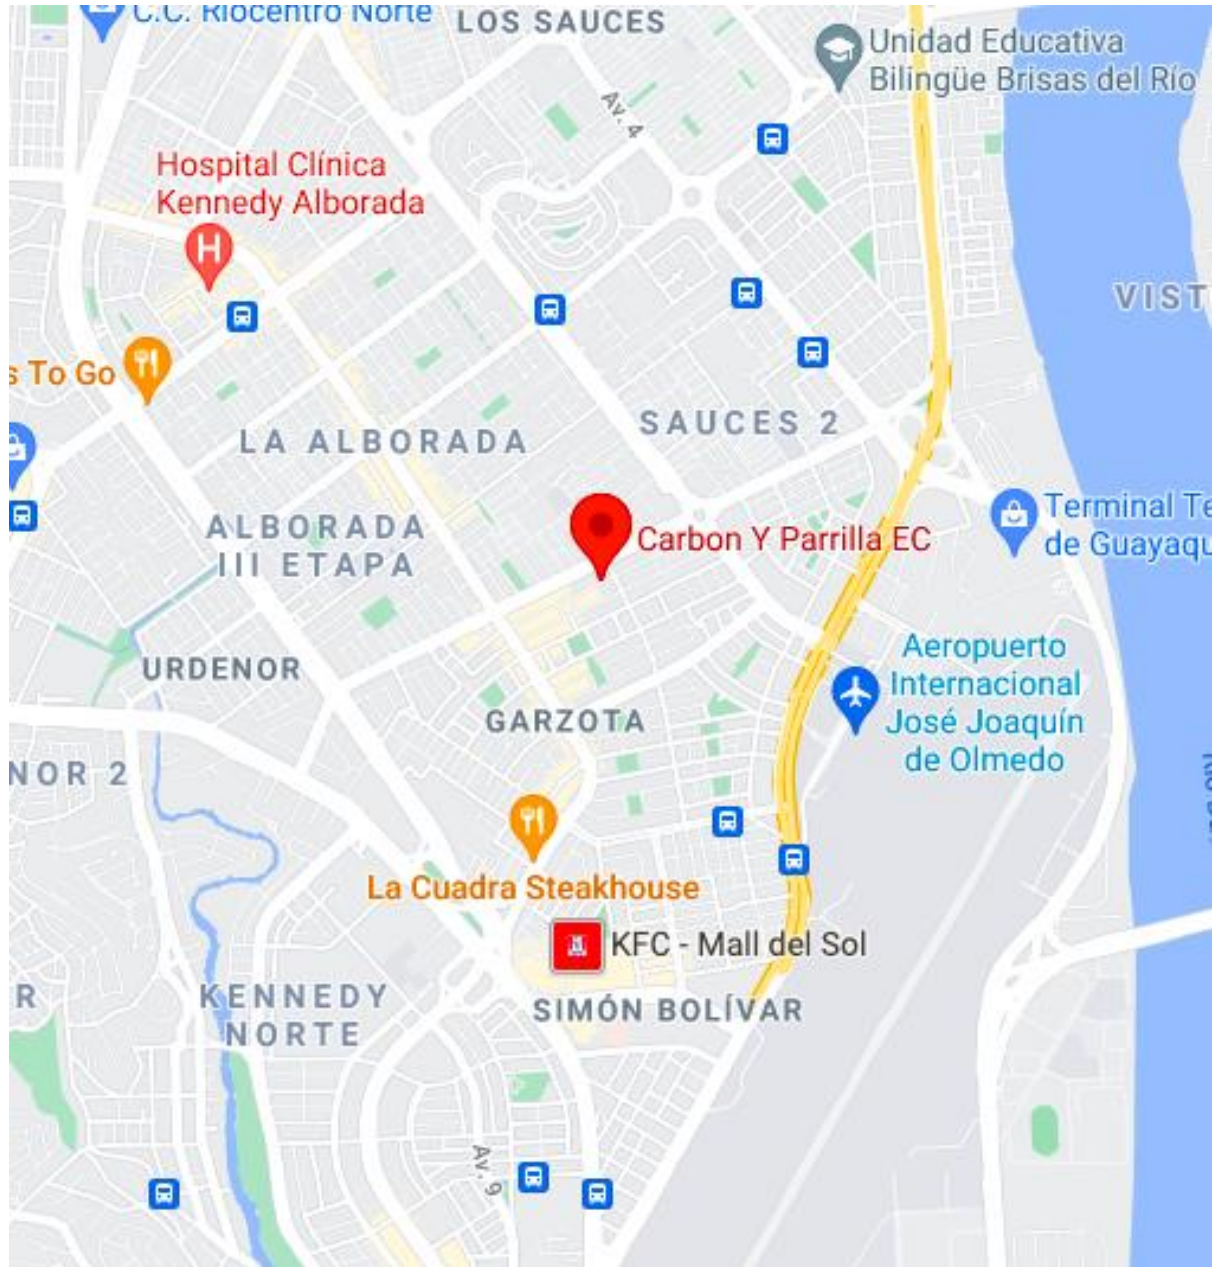 C.C. Riocentro Norte
LOS SAUCES
Unidad Educativa
Bilingüe Brisas del Río
Av. 4
Hospital Clínica
Kennedy Alborada
H
VIST
s To Go
SAUCES 2
LA ALBORADA
ALBORADA
III ETAPA
Carbon Y Parrilla EC
Terminal Te
de Guayaqu
URDENOR
Aeropuerto
Internacional
José Joaquín
de Olmedo
GARZOTA
NOR 2
La Cuadra Steakhouse
KFC - Mall del Sol
R
KENNEDY
NORTE
SIMÓN BOLÍVAR
Av. 9